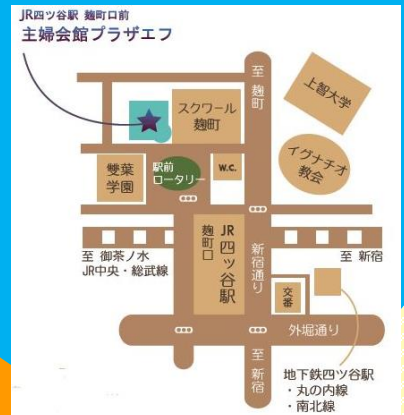 JR四ツ谷駅 麹町口前
主婦会館プラザエフ
至麹町
上智大学
スクワール
麹町
イグナチオ
教会
雙葉
学園
駅前
ロータリー
W.C.
JR四ツ谷駅
麹町口
新宿通り
至 御茶ノ水
JR中央・総武線
至 新宿
交番
外堀通り
至新宿
地下鉄四ツ谷駅
・丸の内線
・南北線